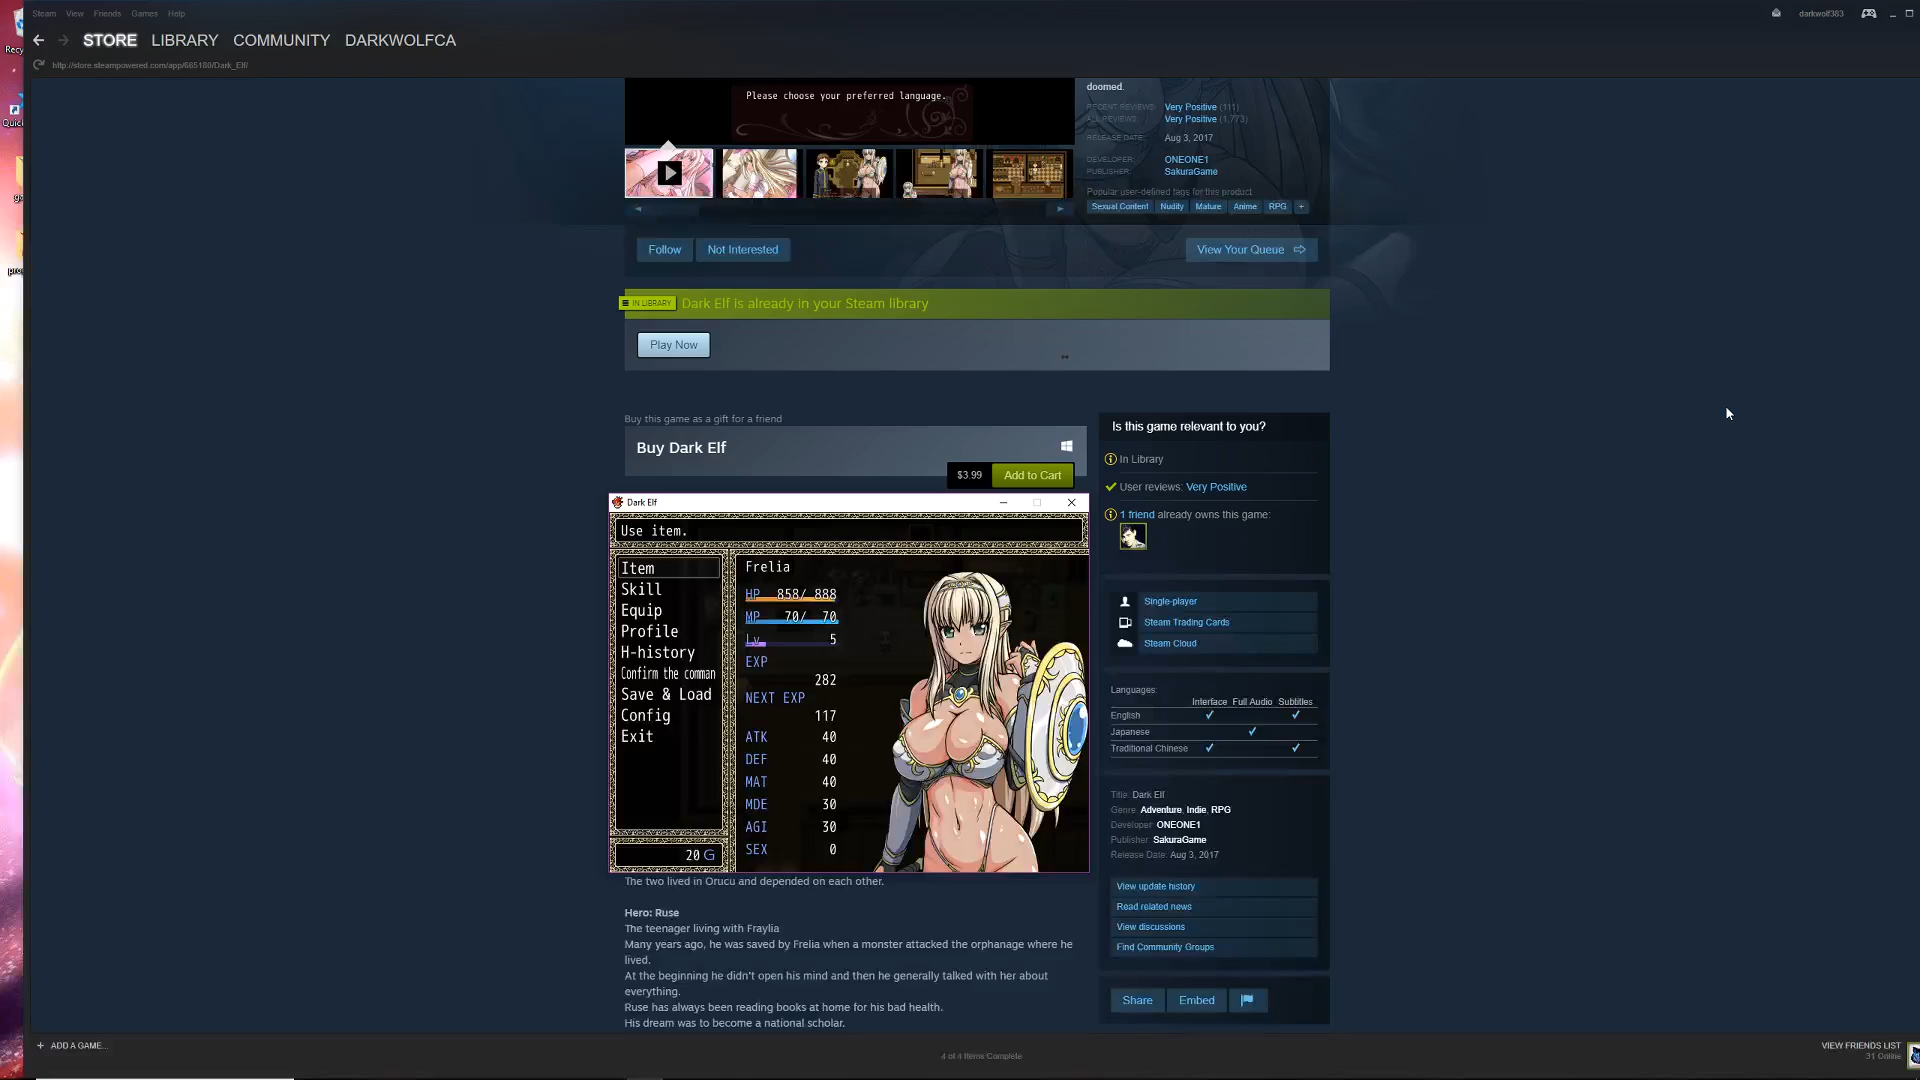 Steam View Friends Games Help
darkwolf383
STORE LIBRARY COMMUNITY DARKWOLFCA
http://store.steampowered.com/app/665180/Dark_Elf/
Please choose your preferred language.
doomed.
RECENT REVIEWS: Very Positive (111)
ALL REVIEWS: Very Positive (1,773)
RELEASE DATE: Aug 3, 2017
DEVELOPER: ONEONE1
PUBLISHER: SakuraGame
Popular user-defined tags for this product
Sexual Content Nudity Mature Anime RPG +
Follow Not Interested View Your Queue
IN LIBRARY Dark Elf is already in your Steam library
Play Now
Buy this game as a gift for a friend
Buy Dark Elf
$3.99 Add to Cart
Is this game relevant to you?
In Library
User reviews: Very Positive
1 friend already owns this game:
Dark Elf
Use item.
Item
Skill
Equip
Profile
H-history
Confirm the comman
Save & Load
Config
Exit
20 G
Frelia
HP 858/ 888
MP 70/ 70
Lv 5
EXP
282
NEXT EXP
117
ATK 40
DEF 40
MAT 40
MDE 30
AGI 30
SEX 0
Single-player
Steam Trading Cards
Steam Cloud
Languages:
Interface Full Audio Subtitles
English ✓ ✓
Japanese ✓
Traditional Chinese ✓ ✓
Title: Dark Elf
Genre: Adventure, Indie, RPG
Developer: ONEONE1
Publisher: SakuraGame
Release Date: Aug 3, 2017
View update history
Read related news
View discussions
Find Community Groups
Share Embed
The two lived in Orucu and depended on each other.
Hero: Ruse
The teenager living with Fraylia
Many years ago, he was saved by Frelia when a monster attacked the orphanage where he
lived.
At the beginning he didn't open his mind and then he generally talked with her about
everything.
Ruse has always been reading books at home for his bad health.
His dream was to become a national scholar.
+ ADD A GAME...
4 of 4 Items Complete
VIEW FRIENDS LIST
31 Online